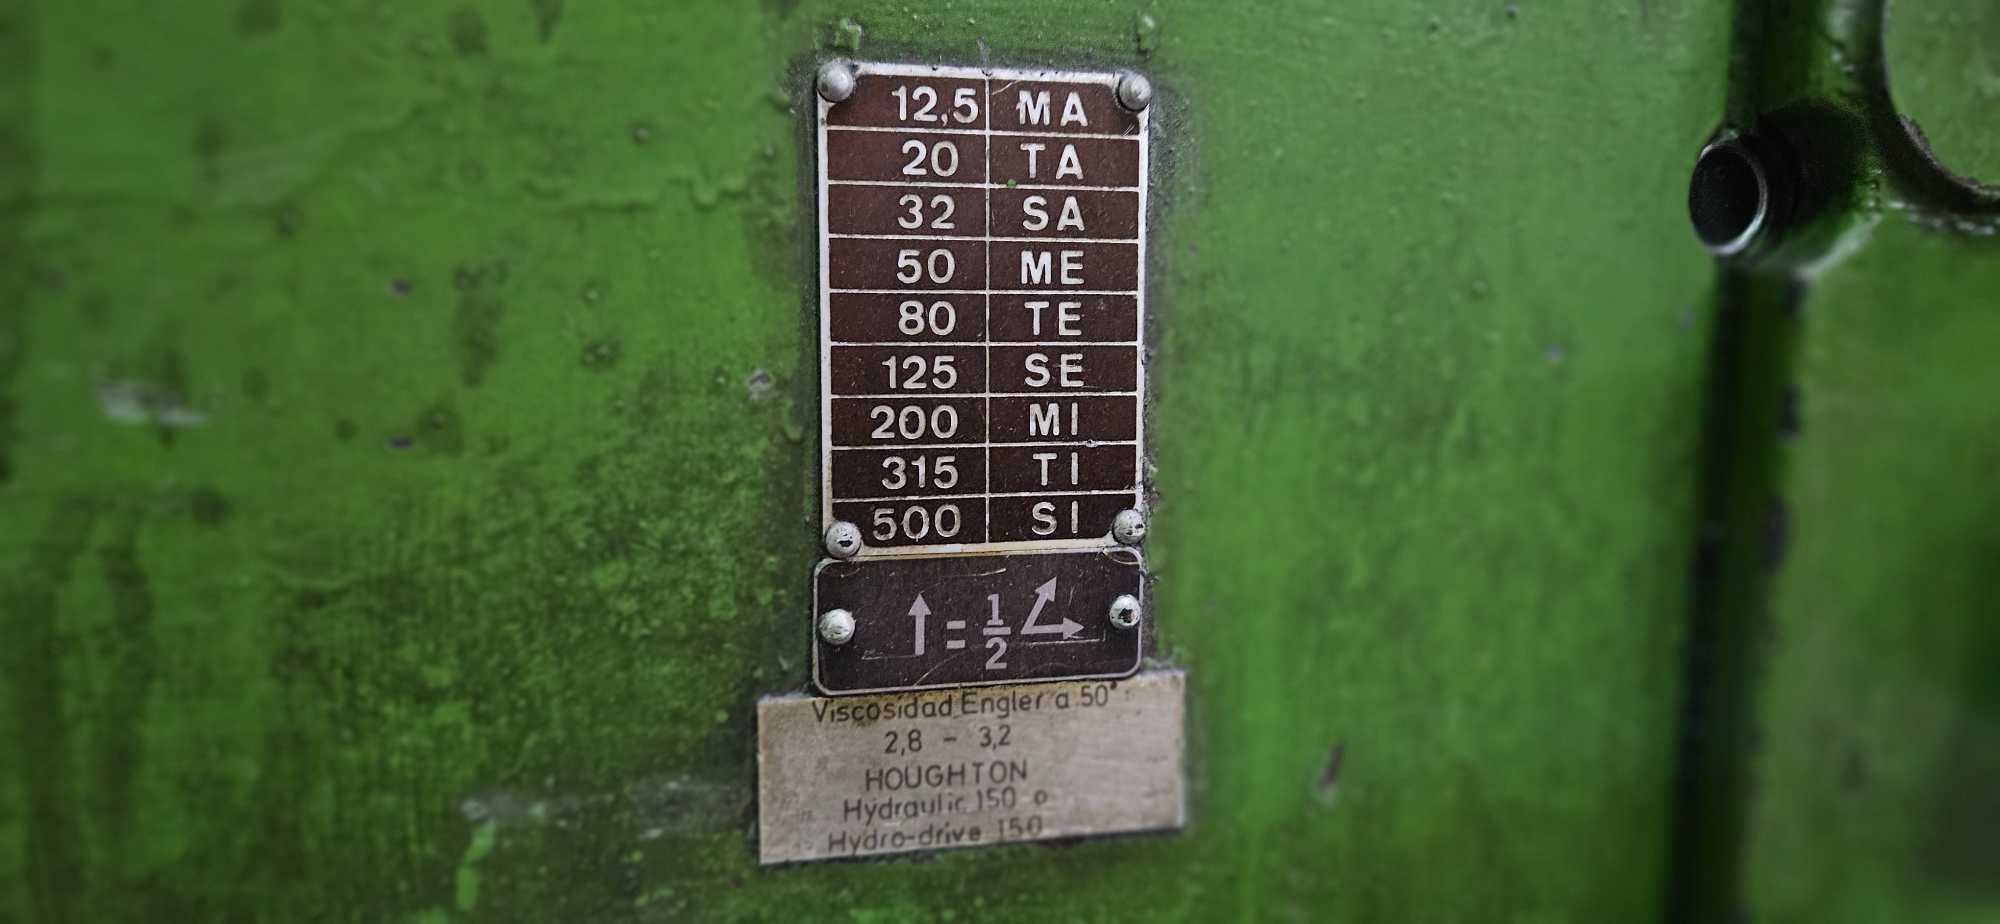 12,5 MA
20 TA
32 SA
50 ME
80 TE
125 SE
200 MI
315 TI
500 SI
↑ = 1/2
Viscosidad Engler a 50°
2,8 - 3,2
HOUGHTON
Hydraulic 150 o
Hydro-drive 150